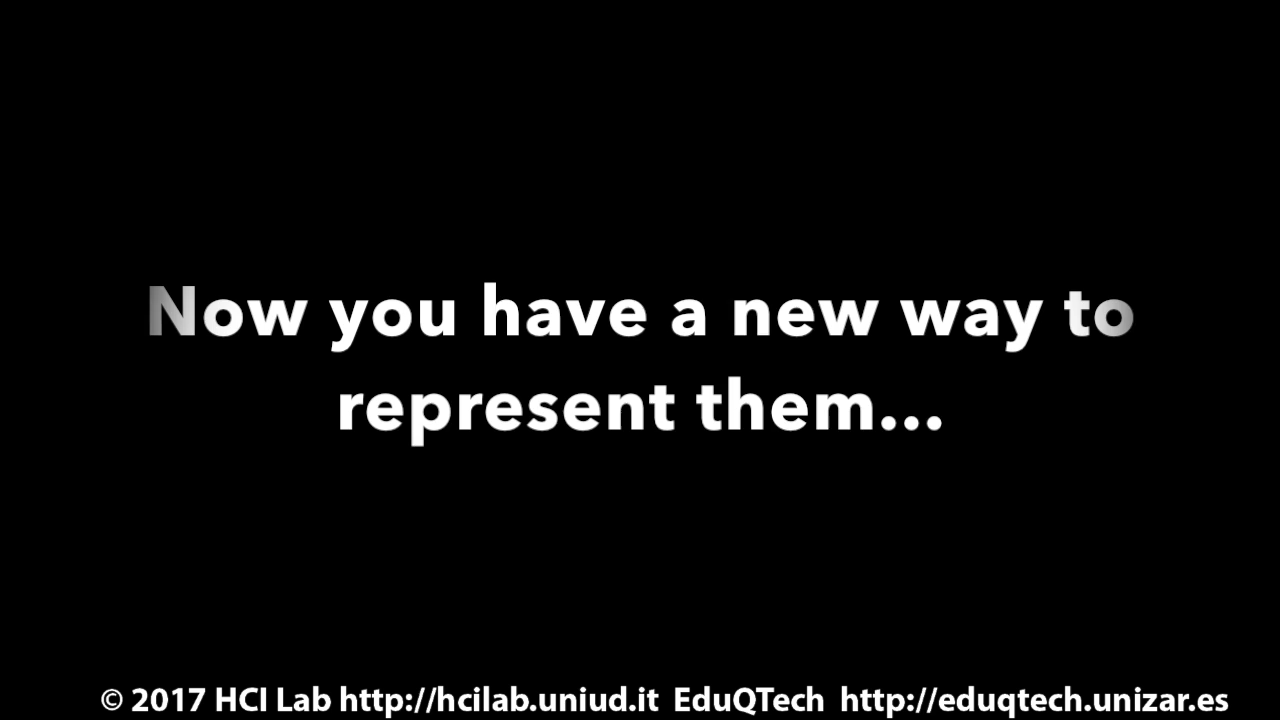 Now you have a new way to
represent them...
© 2017 HCI Lab http://hcilab.uniud.it EduQTech http://eduqtech.unizar.es